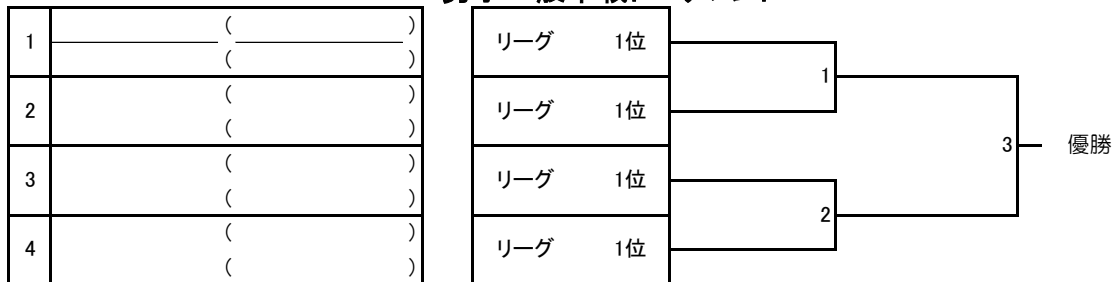 1 ( )
( )
2 ( )
( )
3 ( )
( )
4 ( )
( )
リーグ 1位
リーグ 1位
リーグ 1位
リーグ 1位
1
2
3
優勝